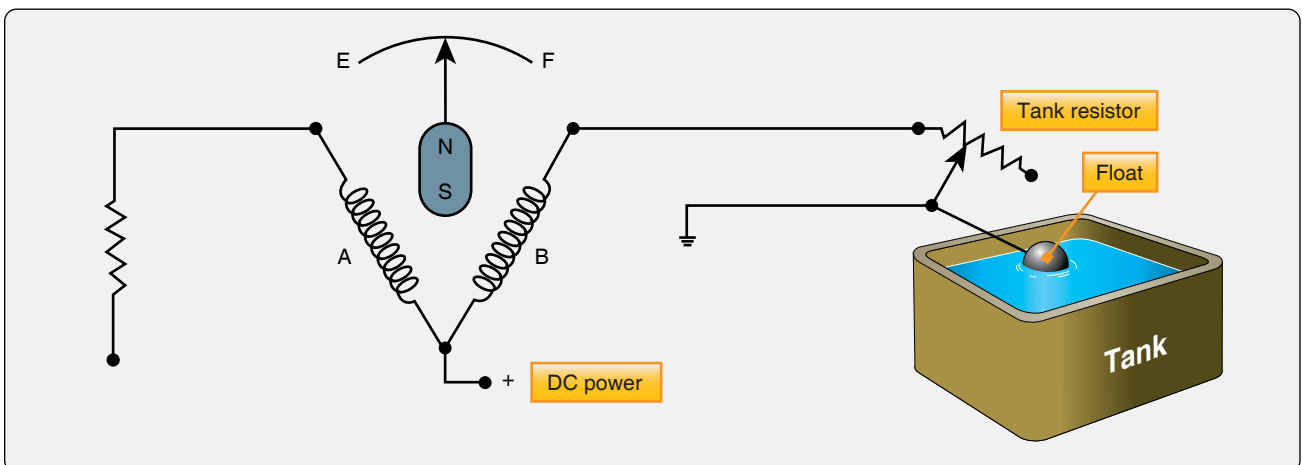 E
F
Tank resistor
N
Float
S
A
B
Tank
+
DC power